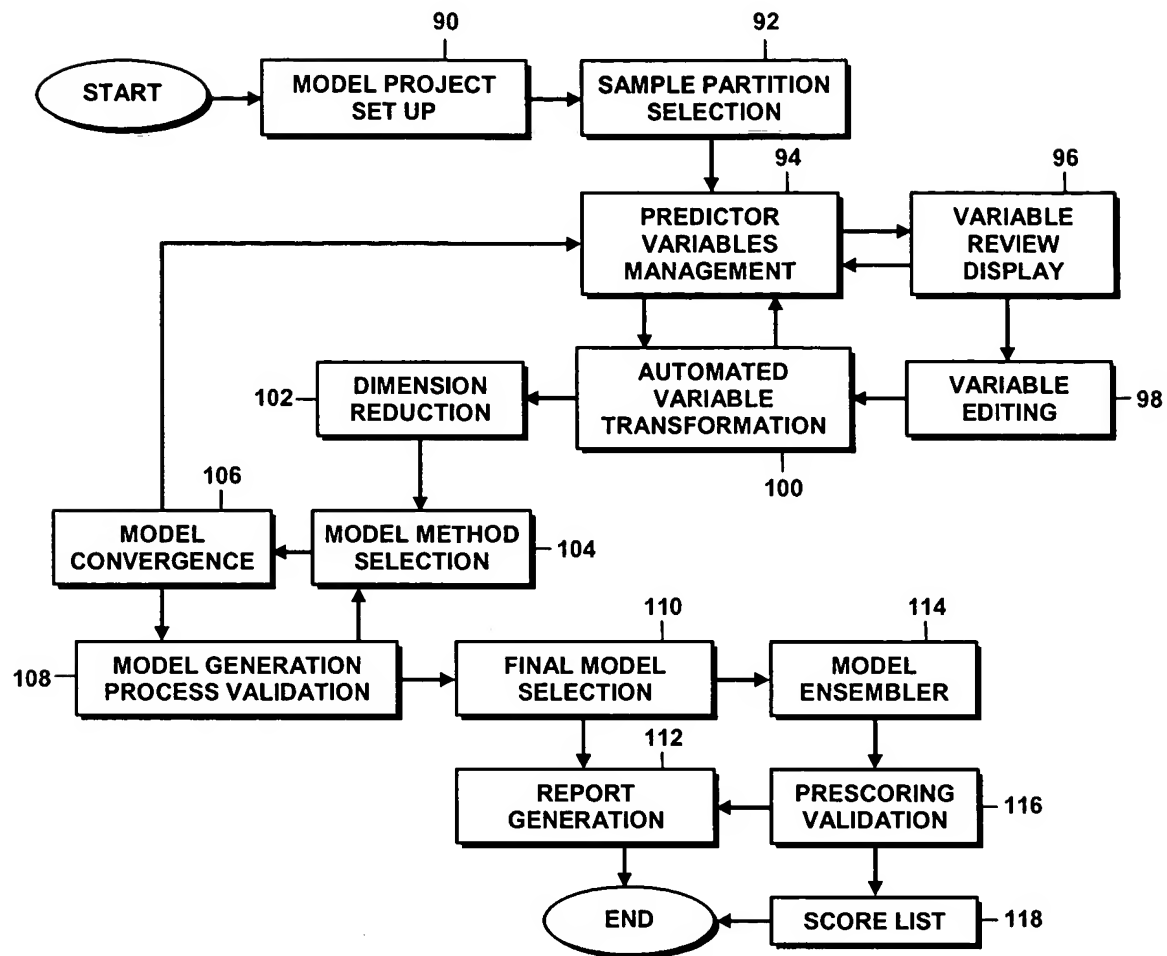 90
92
START
MODEL PROJECT
SET UP
SAMPLE PARTITION
SELECTION
94
96
PREDICTOR
VARIABLES
MANAGEMENT
VARIABLE
REVIEW
DISPLAY
102
DIMENSION
REDUCTION
AUTOMATED
VARIABLE
TRANSFORMATION
VARIABLE
EDITING
98
100
106
MODEL
CONVERGENCE
MODEL METHOD
SELECTION
104
110
114
108
MODEL GENERATION
PROCESS VALIDATION
FINAL MODEL
SELECTION
MODEL
ENSEMBLER
112
REPORT
GENERATION
PRESCORING
VALIDATION
116
END
SCORE LIST
118